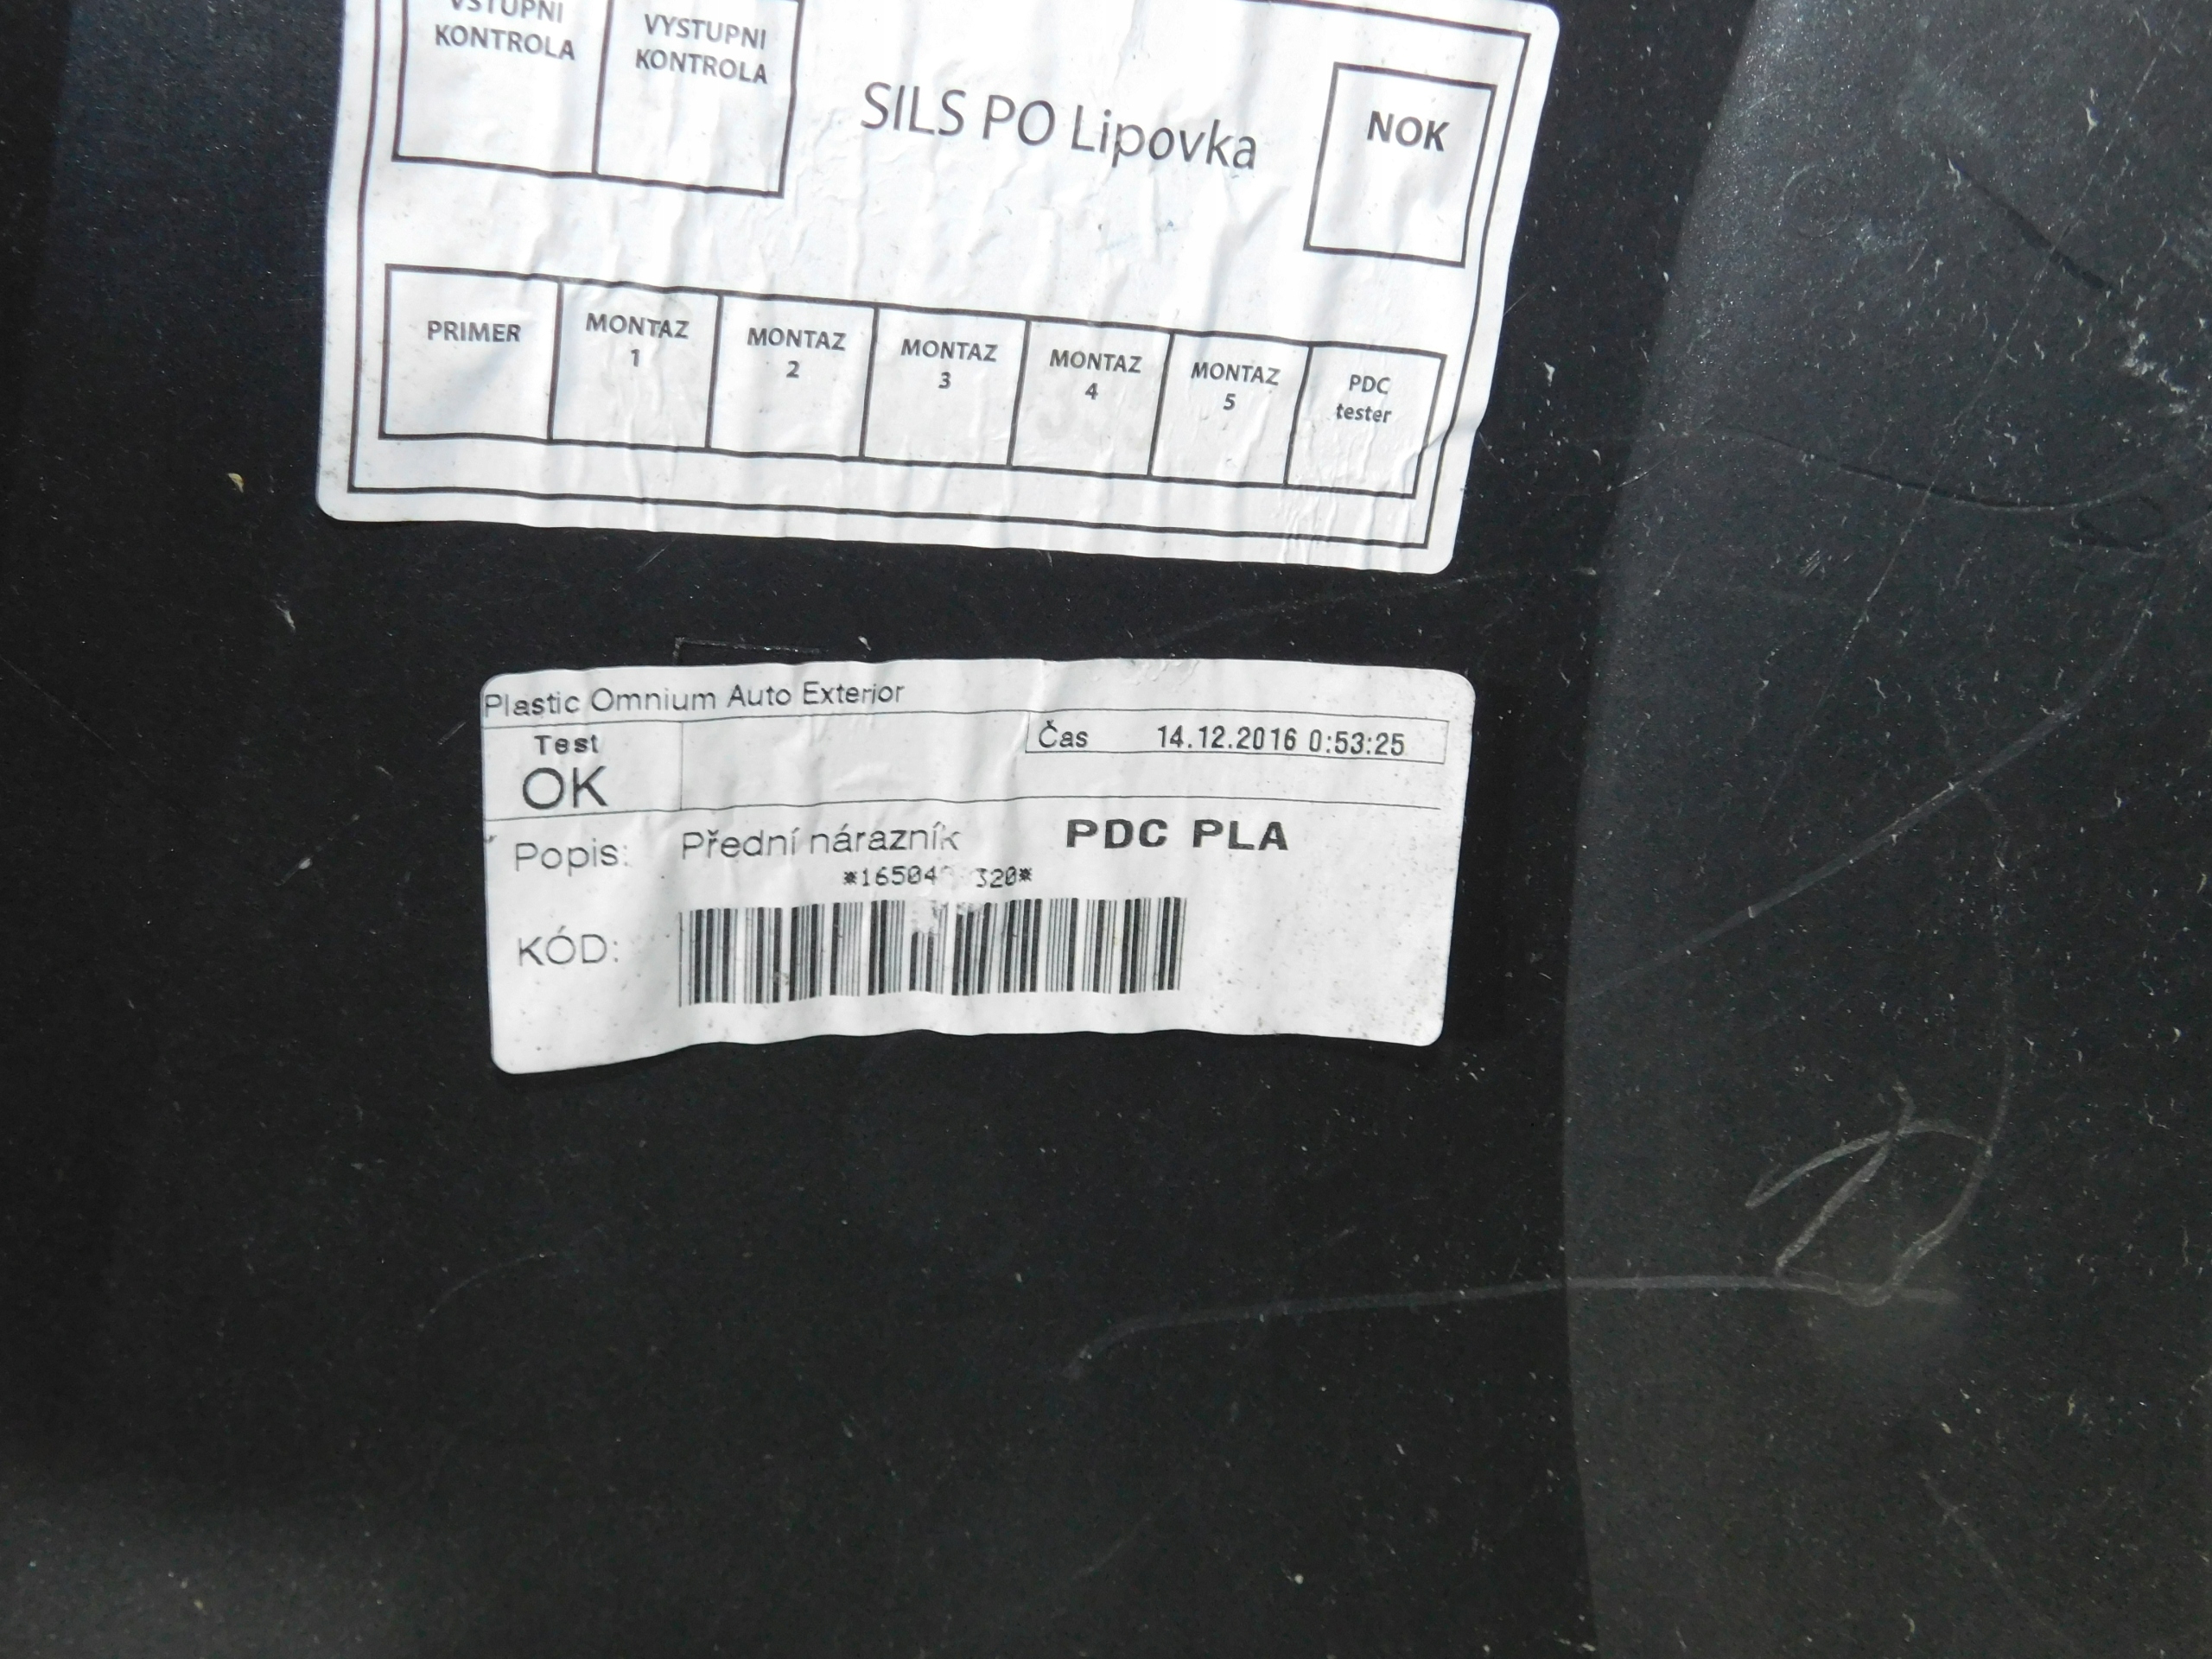 VSTUPNI
KONTROLA
VYSTUPNI
KONTROLA
SILS PO Lipovka
NOK
PRIMER
MONTAZ
1
MONTAZ
2
MONTAZ
3
MONTAZ
4
MONTAZ
5
PDC
tester
Plastic Omnium Auto Exterior
Test
OK
Čas 14.12.2016 0:53:25
Popis: Přední nárazník PDC PLA
KÓD: